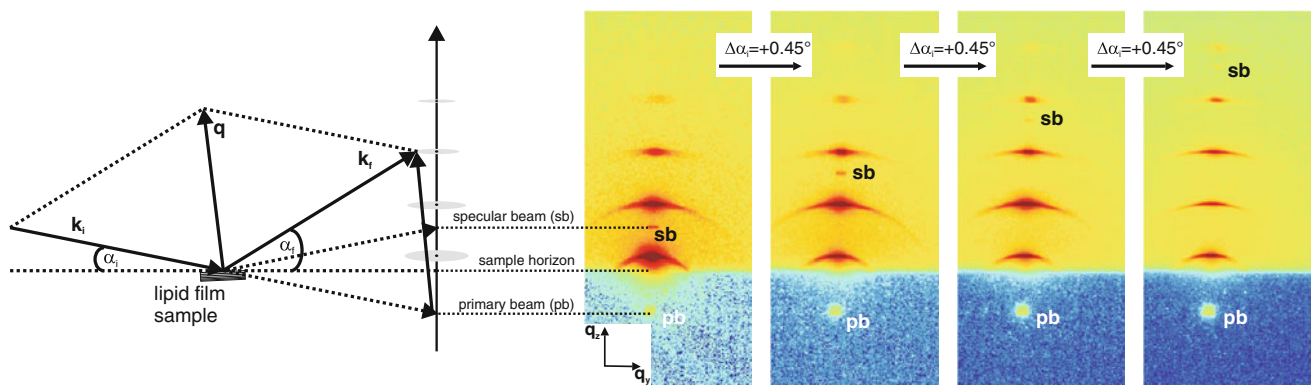 q
k_f
k_i
α_i
α_f
specular beam (sb)
sample horizon
primary beam (pb)
lipid film
sample
q_z
q_y
sb
pb
Δα_i=+0.45°
sb
pb
Δα_i=+0.45°
sb
pb
Δα_i=+0.45°
sb
pb